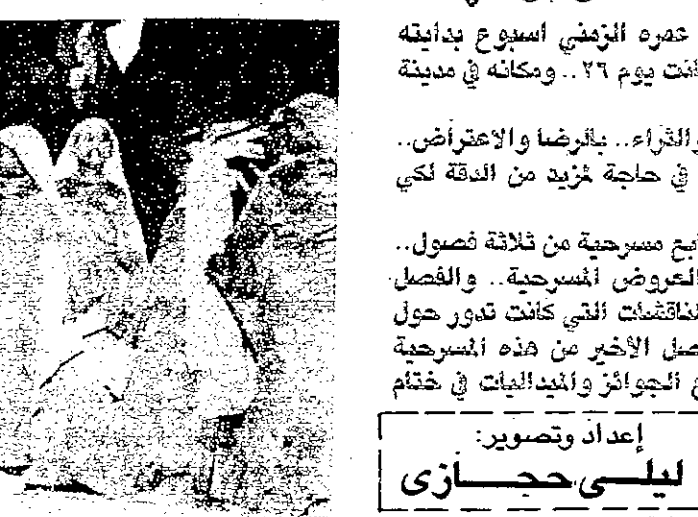 عمره الزمني اسبوع بدايته
كانت يوم ٢٦.. ومكانه في مدينة
والثراء.. بالرضا والاعتراض..
في حاجة لمزيد من الدقة لكي
مسرحية من ثلاثة فصول..
العروض المسرحية.. والفصل
المناقشات التي كانت تدور حول
الأخير من هذه المسرحية
الجوائز والميداليات في ختام
إعداد وتصوير:
ليلى حجازى